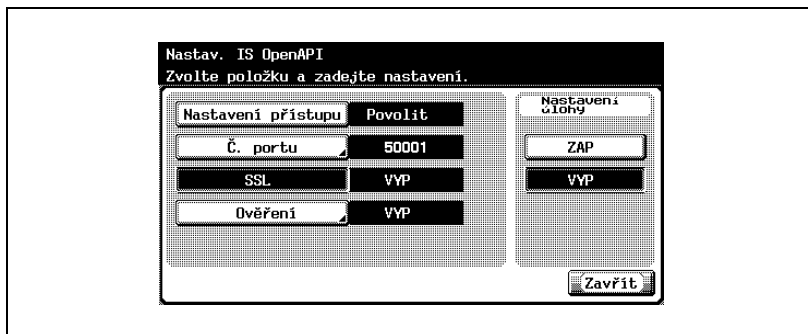 Nastav. IS OpenAPI
Zvolte položku a zadejte nastavení.
Nastavení přístupu Povolit
Č. portu 50001
SSL VYP
Ověření VYP
Nastavení
úlohy
ZAP
VYP
Zavřít